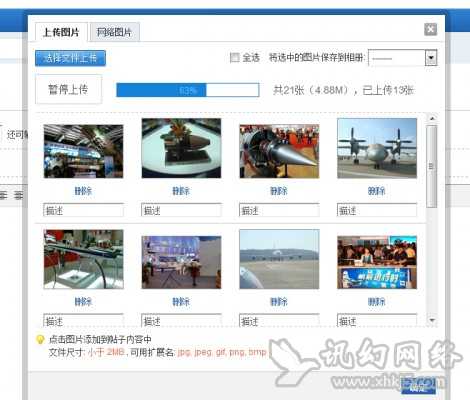 上传图片 网络图片
选择文件上传 全选 将选中的图片保存到相册: --------
暂停上传 63% 共21张（4.88M），已上传13张
还可输
删除 删除 删除 删除
描述 描述 描述 描述
删除 删除 删除 删除
描述 描述 描述 描述
点击图片添加到帖子内容中
文件尺寸: 小于 2MB, 可用扩展名: jpg, jpeg, gif, png, bmp
讯幻网络
www.xhkj
确定